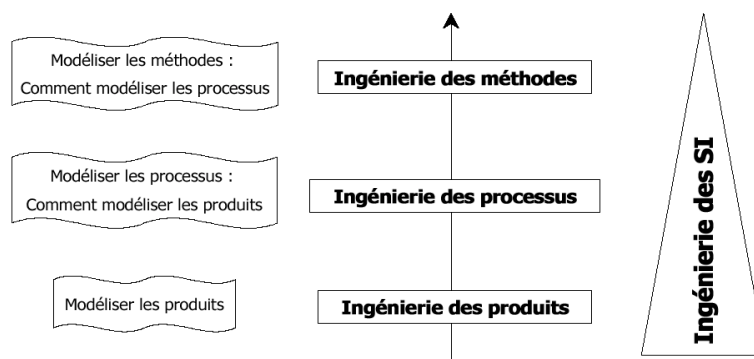 Modéliser les méthodes :
Comment modéliser les processus
Ingénierie des méthodes
Modéliser les processus :
Comment modéliser les produits
Ingénierie des processus
Modéliser les produits
Ingénierie des produits
Ingénierie des SI